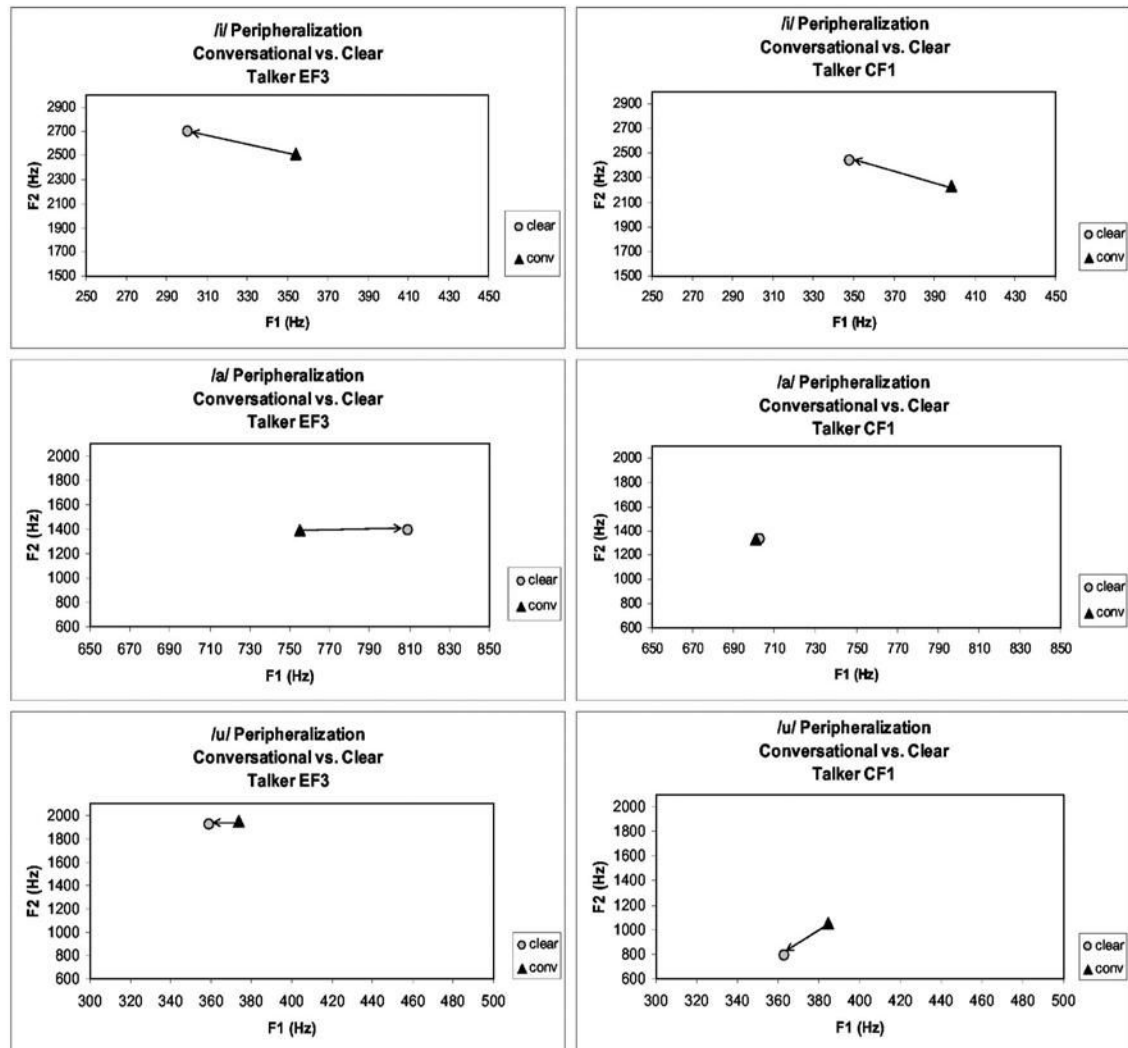 /i/ Peripheralization
Conversational vs. Clear
Talker EF3
2900
2700
2500
2300
2100
1900
1700
1500
F2 (Hz)
250 270 290 310 330 350 370 390 410 430 450
F1 (Hz)
clear
conv
/i/ Peripheralization
Conversational vs. Clear
Talker CF1
2900
2700
2500
2300
2100
1900
1700
1500
F2 (Hz)
250 270 290 310 330 350 370 390 410 430 450
F1 (Hz)
clear
conv
/a/ Peripheralization
Conversational vs. Clear
Talker EF3
2000
1800
1600
1400
1200
1000
800
600
F2 (Hz)
650 670 690 710 730 750 770 790 810 830 850
F1 (Hz)
clear
conv
/a/ Peripheralization
Conversational vs. Clear
Talker CF1
2000
1800
1600
1400
1200
1000
800
600
F2 (Hz)
650 670 690 710 730 750 770 790 810 830 850
F1 (Hz)
clear
conv
/u/ Peripheralization
Conversational vs. Clear
Talker EF3
2000
1800
1600
1400
1200
1000
800
600
F2 (Hz)
300 320 340 360 380 400 420 440 460 480 500
F1 (Hz)
clear
conv
/u/ Peripheralization
Conversational vs. Clear
Talker CF1
2000
1800
1600
1400
1200
1000
800
600
F2 (Hz)
300 320 340 360 380 400 420 440 460 480 500
F1 (Hz)
clear
conv